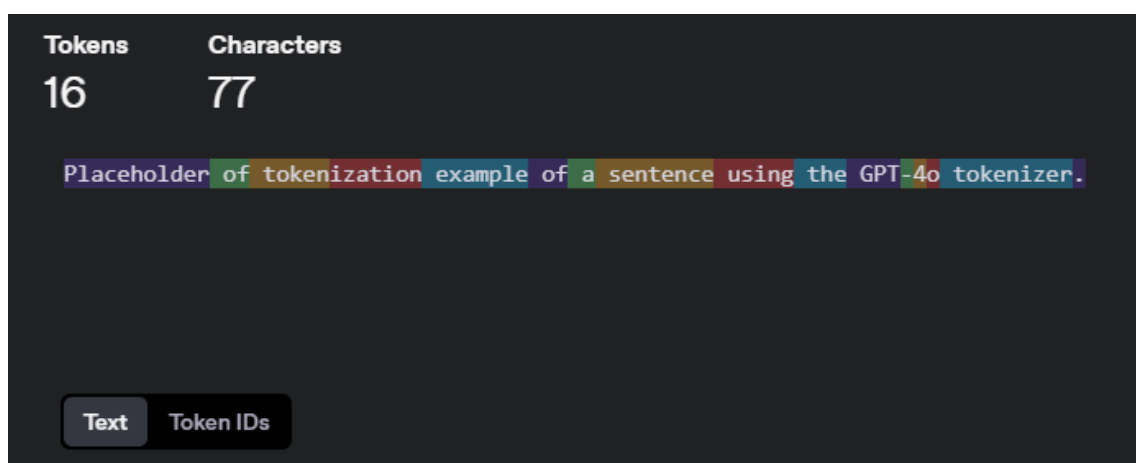 Tokens Characters
16 77
Placeholder of tokenization example of a sentence using the GPT-4o tokenizer.
Text Token IDs